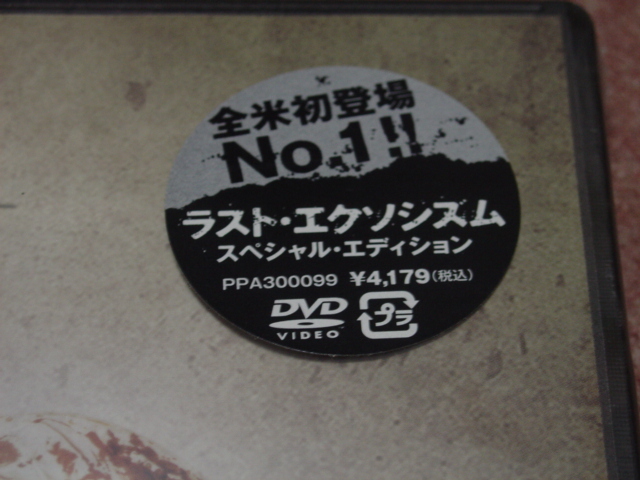 全米初登場
No.1!!
ラスト・エクソシズム
スペシャル・エディション
PPA300099 ¥4,179(税込)
DVD
VIDEO
プラ